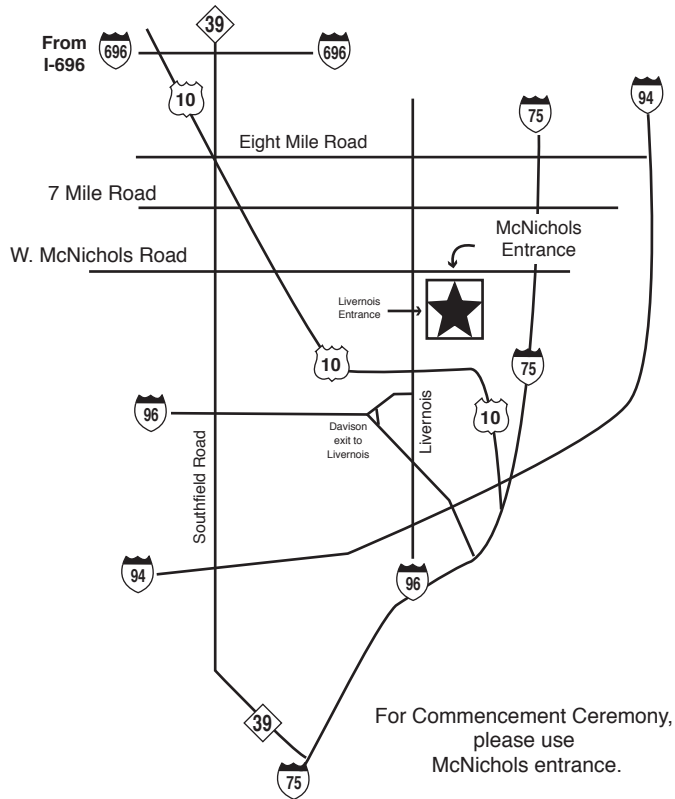 39
From
I-696
696
696
10
94
75
Eight Mile Road
7 Mile Road
McNichols
Entrance
W. McNichols Road
Livernois
Entrance
10
75
96
10
Davison
exit to
Livernois
Livernois
Southfield Road
94
96
39
For Commencement Ceremony,
please use
McNichols entrance.
75